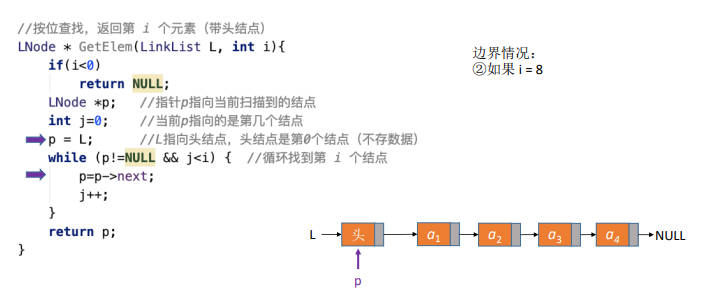 //按位查找，返回第 i 个元素（带头结点）
LNode * GetElem(LinkList L, int i){
if(i<0)
return NULL;
LNode *p; //指针p指向当前扫描到的结点
int j=0; //当前p指向的是第几个结点
p = L; //L指向头结点，头结点是第0个结点（不存数据）
while (p!=NULL && j<i) { //循环找到第 i 个结点
p=p->next;
j++;
}
return p;
}
边界情况：
②如果 i = 8
L 头 a1 a2 a3 a4 NULL
p